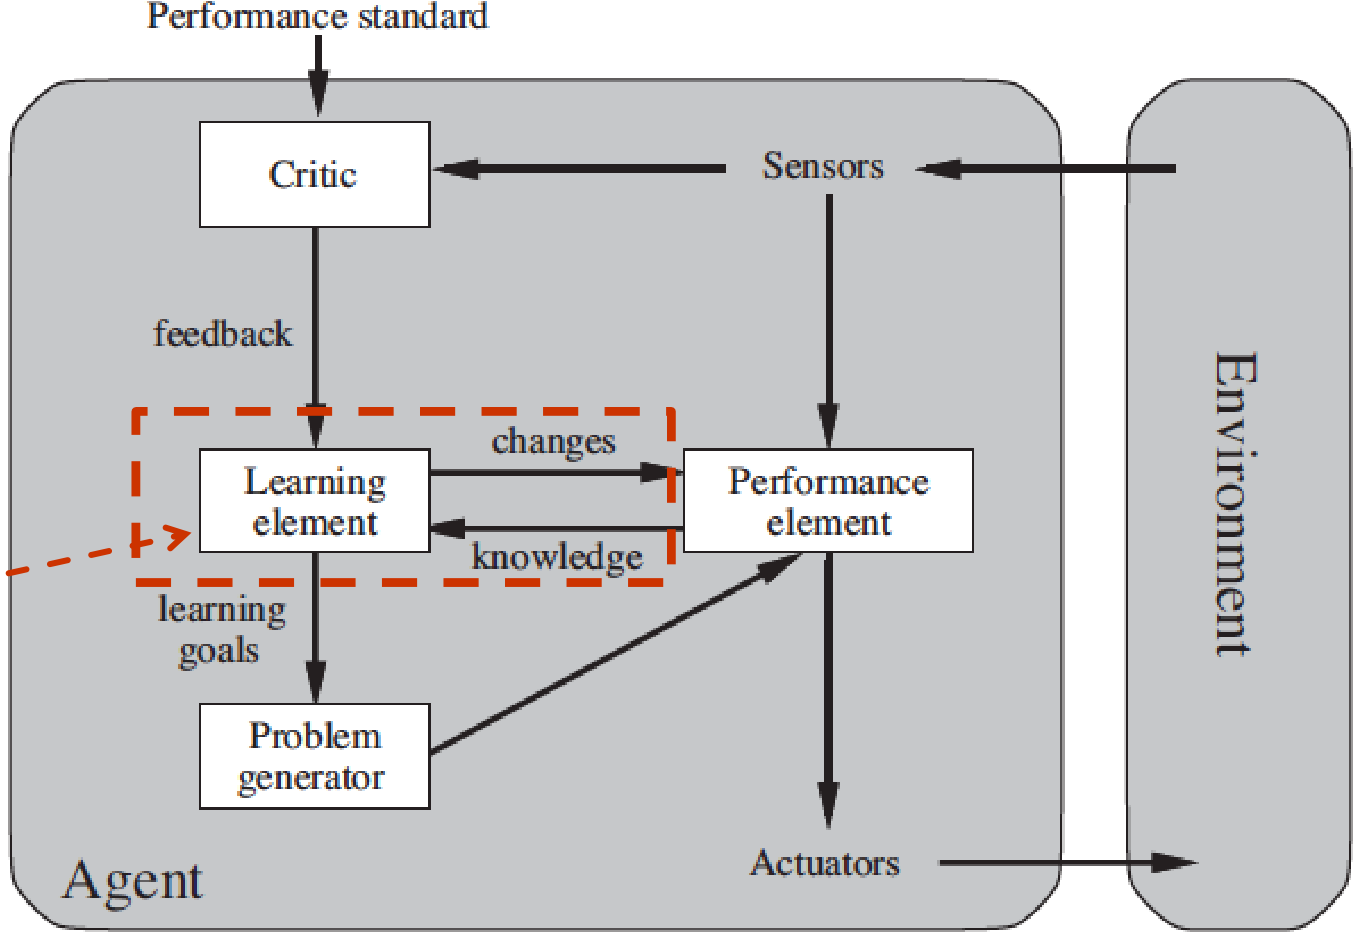 Performance standard
Critic
Sensors
feedback
changes
Learning
element
Performance
element
knowledge
learning
goals
Problem
generator
Agent
Actuators
Environment